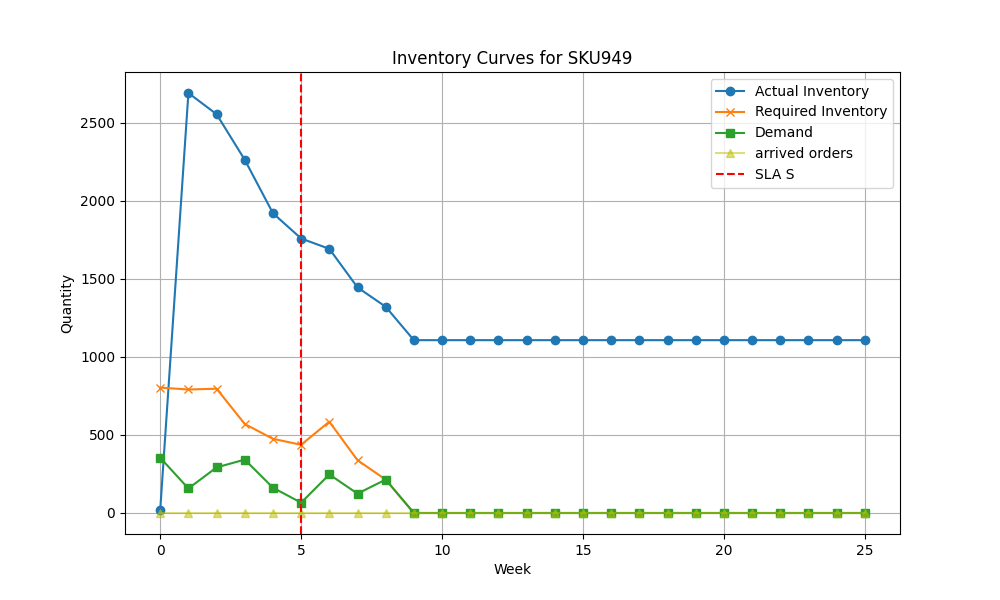 Inventory Curves for SKU949
Actual Inventory
Required Inventory
Demand
arrived orders
SLA S
Quantity
2500
2000
1500
1000
500
0
0 5 10 15 20 25
Week